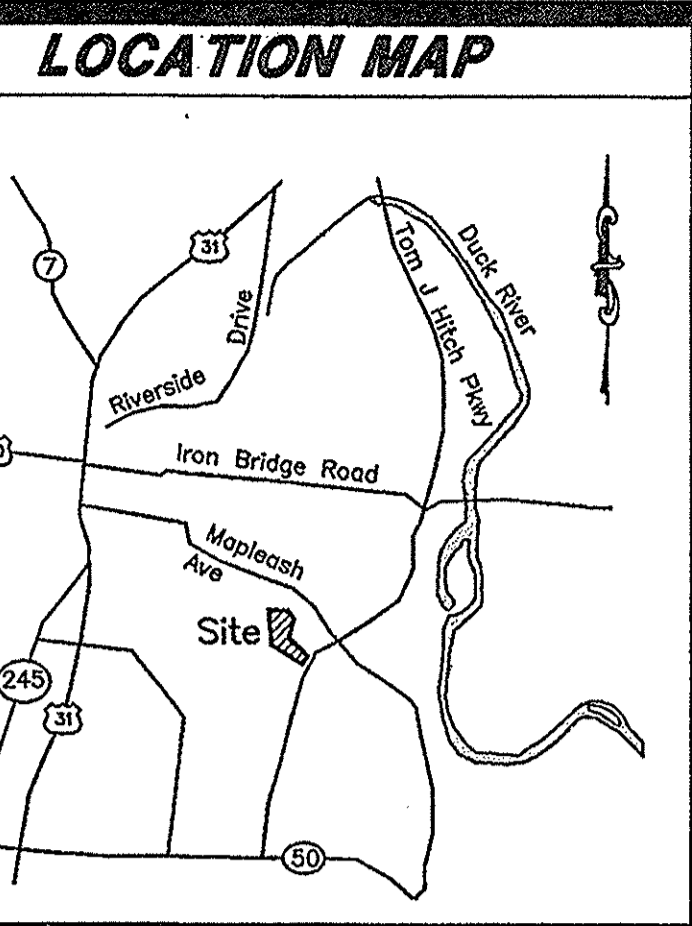 LOCATION MAP
7
31
Drive
Riverside
Tom J Hitch Pkwy
Duck River
Iron Bridge Road
Mapleash
Ave
Site
245
31
50